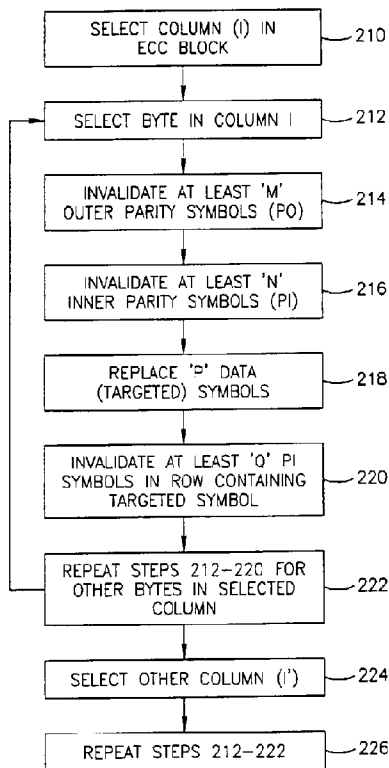 SELECT COLUMN (I) IN
ECC BLOCK
210
SELECT BYTE IN COLUMN I
212
INVALIDATE AT LEAST 'M'
OUTER PARITY SYMBOLS (PO)
214
INVALIDATE AT LEAST 'N'
INNER PARITY SYMBOLS (PI)
216
REPLACE 'P' DATA
(TARGETED) SYMBOLS
218
INVALIDATE AT LEAST 'Q' PI
SYMBOLS IN ROW CONTAINING
TARGETED SYMBOL
220
REPEAT STEPS 212–220 FOR
OTHER BYTES IN SELECTED
COLUMN
222
SELECT OTHER COLUMN (I')
224
REPEAT STEPS 212–222
226